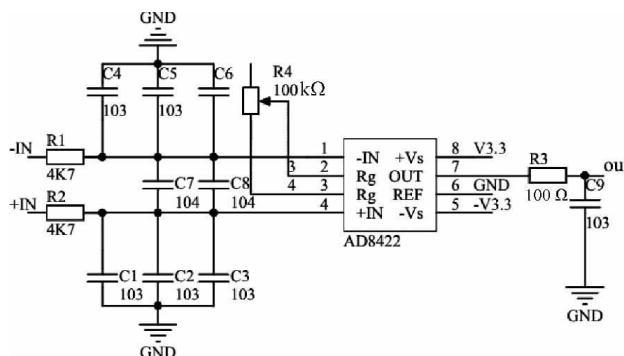 GND
C4
C5
C6
R4
100kΩ
103
103
103
-IN
R1
4K7
1
-IN
+Vs
8
V3.3
3
2
Rg
OUT
7
R3
ou
4
3
Rg
REF
6
GND
100 Ω
C9
+IN
R2
4K7
C7
C8
104
104
4
+IN
-Vs
5
-V3.3
103
AD8422
C1
C2
C3
103
103
103
GND
GND